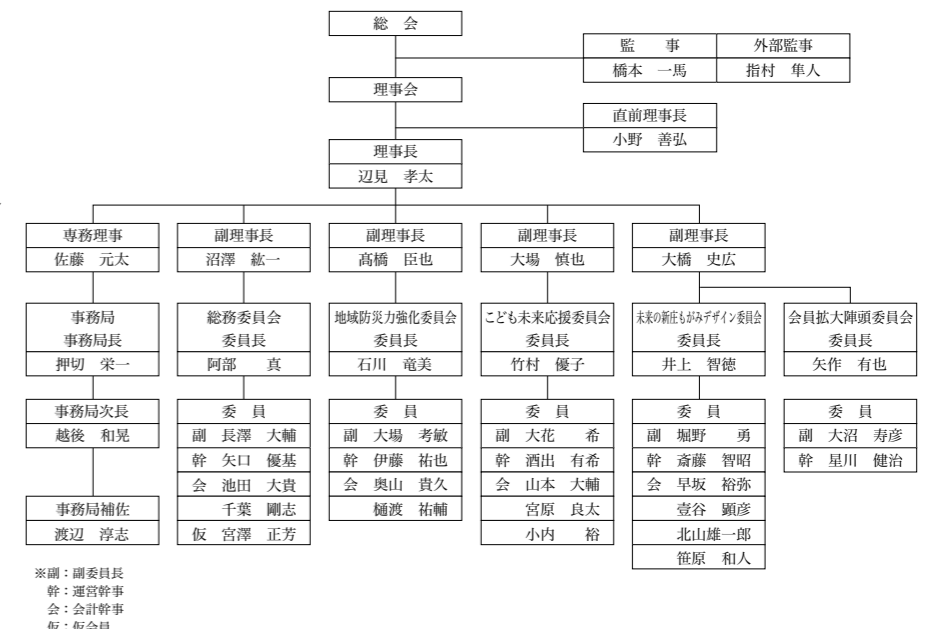 総　会
監　事　外部監事
橋本　一馬　指村　隼人
理事会
直前理事長
小野　善弘
理事長
辺見　孝太
専務理事　副理事長　副理事長　副理事長　副理事長
佐藤　元太　沼澤　紘一　髙橋　臣也　大場　慎也　大橋　史広
事務局　総務委員会　地域防災力強化委員会　こども未来応援委員会　未来の新庄もがみデザイン委員会　会員拡大陣頭委員会
事務局長　委員長　委員長　委員長　委員長　委員長
押切　栄一　阿部　真　石川　竜美　竹村　優子　井上　智徳　矢作　有也
事務局次長　委　員　委　員　委　員　委　員　委　員
越後　和晃　副　長澤　大輔　副　大場　考敏　副　大花　希　副　堀野　勇　副　大沼　寿彦
幹　矢口　優基　幹　伊藤　祐也　幹　酒出　有希　幹　斎藤　智昭　幹　星川　健治
会　池田　大貴　会　奥山　貴久　会　山本　大輔　会　早坂　裕弥
事務局補佐　千葉　剛志　樋渡　祐輔　宮原　良太　壹谷　顕彦
渡辺　淳志　仮　宮澤　正芳　小内　裕　北山雄一郎
笹原　和人
※副：副委員長
幹：運営幹事
会：会計幹事
仮：仮会員